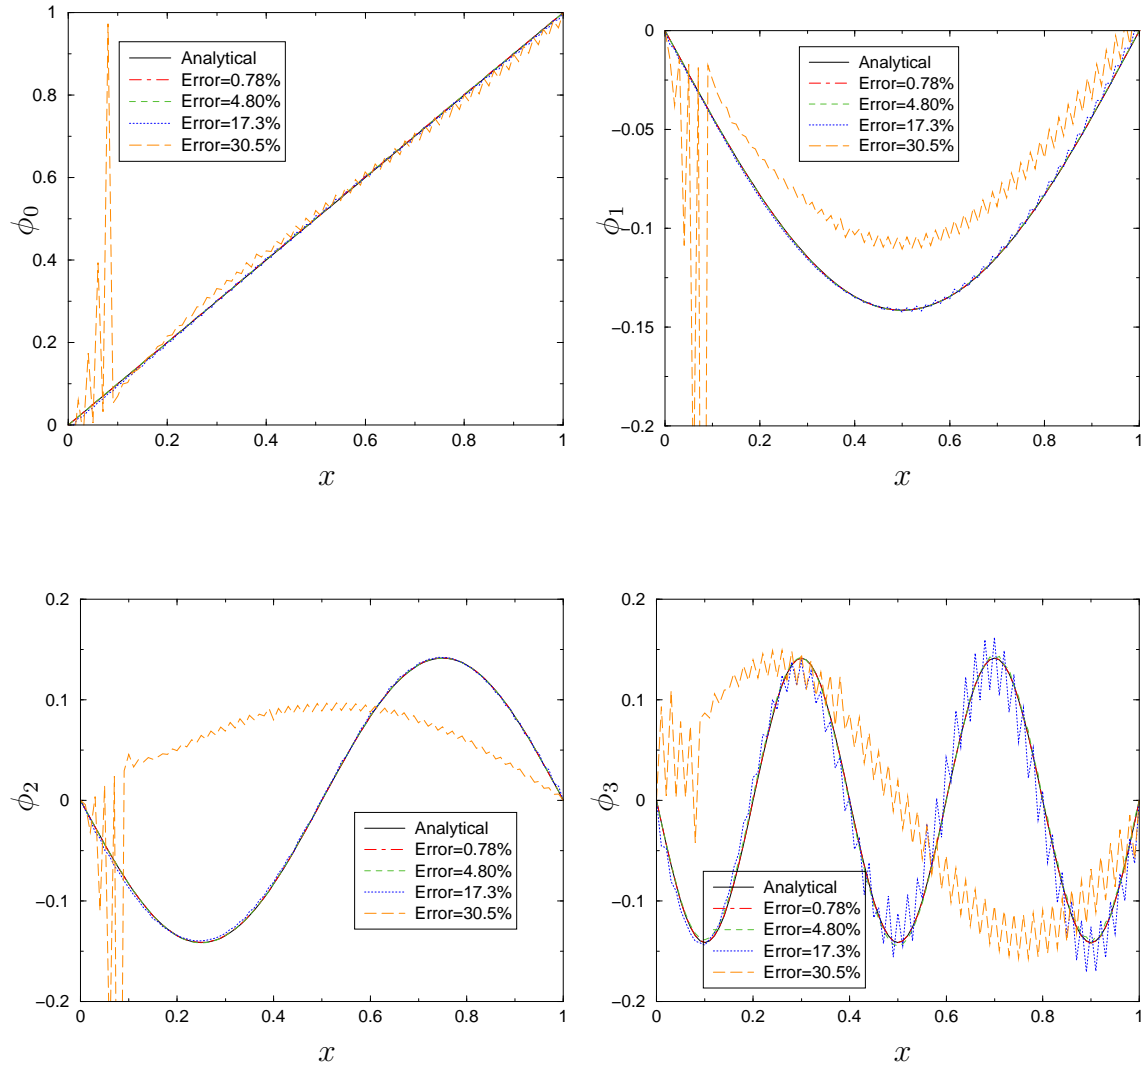 1
0.8
0.6
0.4
0.2
0
0 0.2 0.4 0.6 0.8 1
ϕ0
x
Analytical
Error=0.78%
Error=4.80%
Error=17.3%
Error=30.5%
0
−0.05
−0.1
−0.15
−0.2
0 0.2 0.4 0.6 0.8 1
ϕ1
x
Analytical
Error=0.78%
Error=4.80%
Error=17.3%
Error=30.5%
0.2
0.1
0
−0.1
−0.2
0 0.2 0.4 0.6 0.8 1
ϕ2
x
Analytical
Error=0.78%
Error=4.80%
Error=17.3%
Error=30.5%
0.2
0.1
0
−0.1
−0.2
0 0.2 0.4 0.6 0.8 1
ϕ3
x
Analytical
Error=0.78%
Error=4.80%
Error=17.3%
Error=30.5%